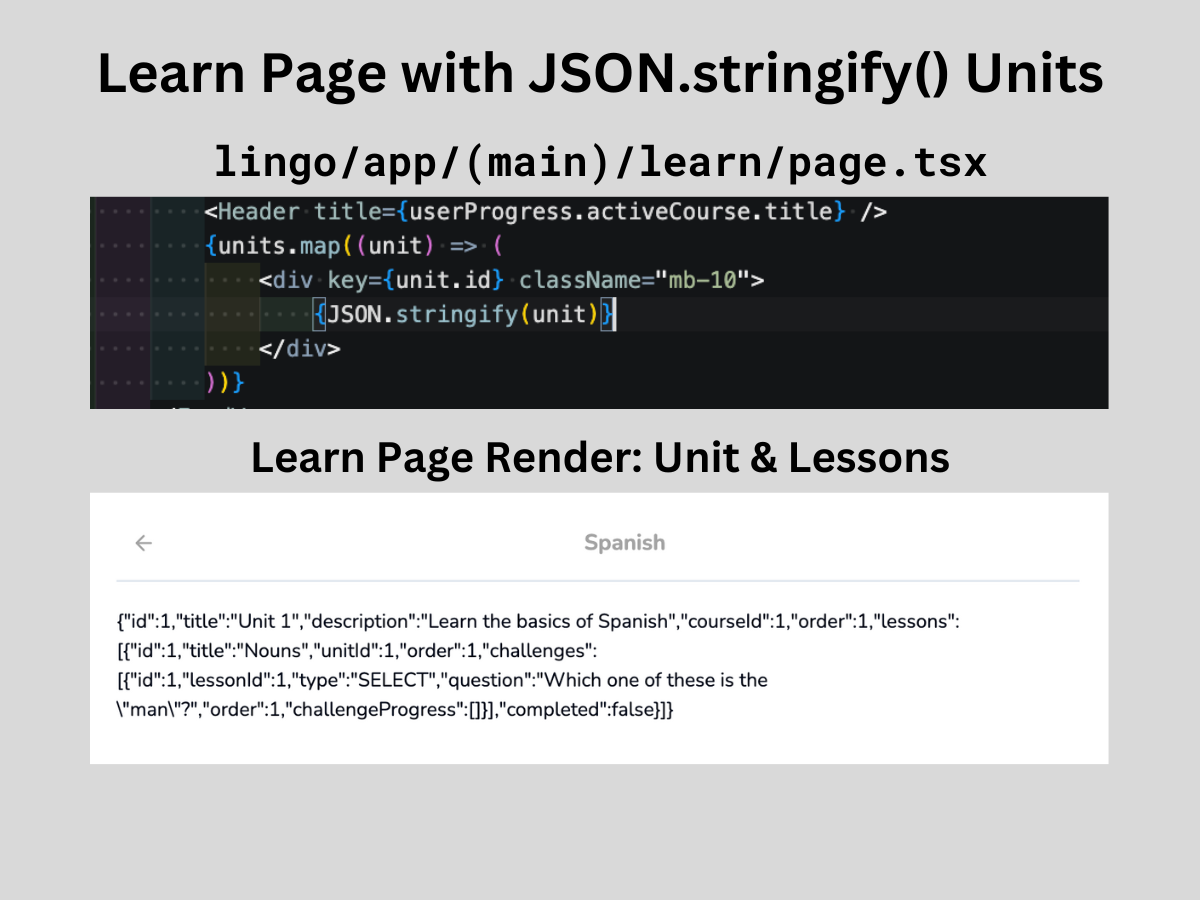 Learn Page with JSON.stringify() Units
lingo/app/(main)/learn/page.tsx
<Header title={userProgress.activeCourse.title} />
{units.map((unit) => (
<div key={unit.id} className="mb-10">
{JSON.stringify(unit)}
</div>
))}
Learn Page Render: Unit & Lessons
Spanish
{"id":1,"title":"Unit 1","description":"Learn the basics of Spanish","courseId":1,"order":1,"lessons":
[{"id":1,"title":"Nouns","unitId":1,"order":1,"challenges":
[{"id":1,"lessonId":1,"type":"SELECT","question":"Which one of these is the
\"man\"?","order":1,"challengeProgress":[]}],"completed":false}]}